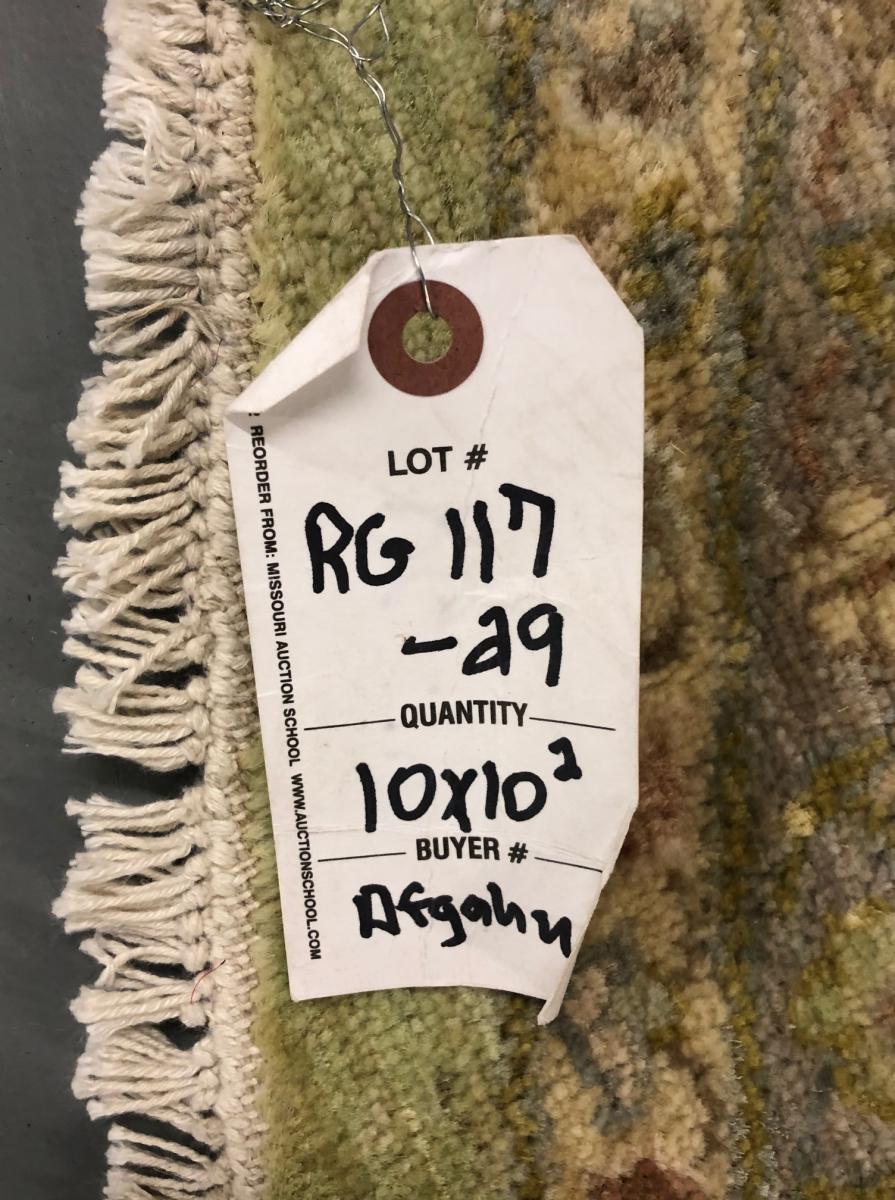 LOT #
RG 117
-29
QUANTITY
10x10²
BUYER #
Afgahn
! REORDER FROM: MISSOURI AUCTION SCHOOL WWW.AUCTIONSCHOOL.COM